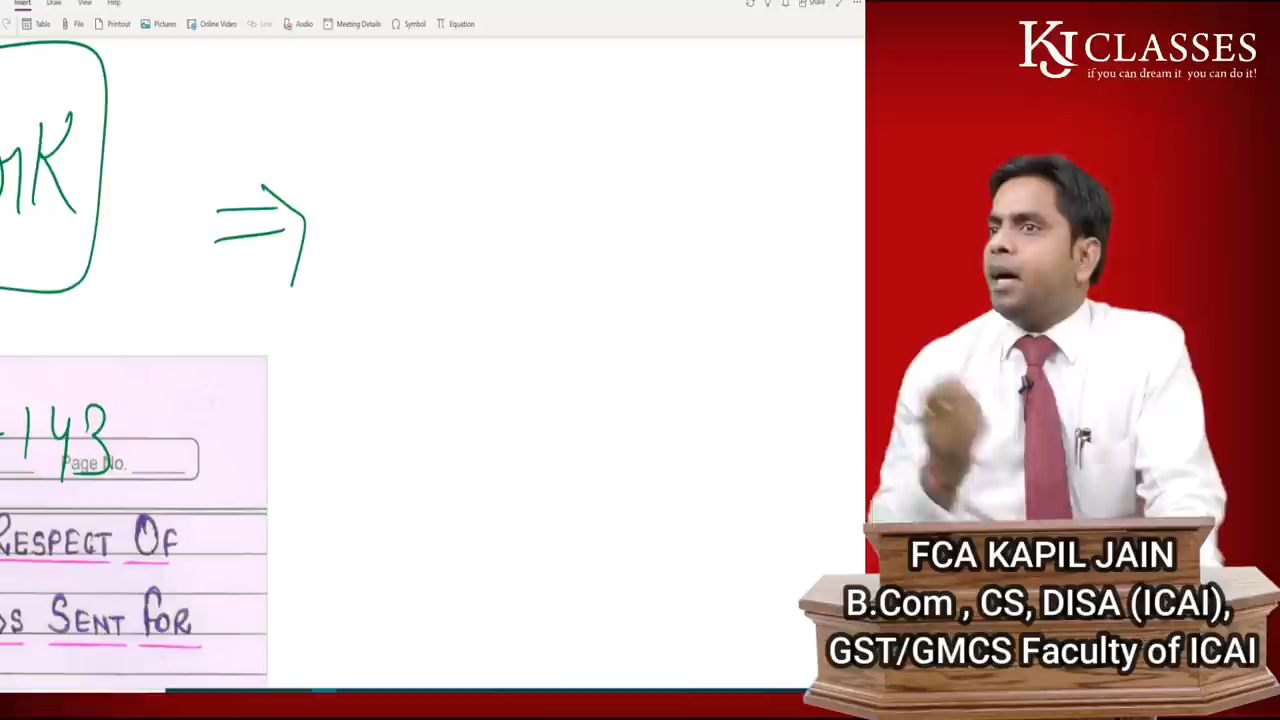 Insert Draw View Help
Share
Table File Printout Pictures Online Video Link Audio Meeting Details Symbol Equation
KJ CLASSES
if you can dream it you can do it!
143
Page No.
RESPECT OF
SENT FOR
FCA KAPIL JAIN
B.Com , CS, DISA (ICAI),
GST/GMCS Faculty of ICAI